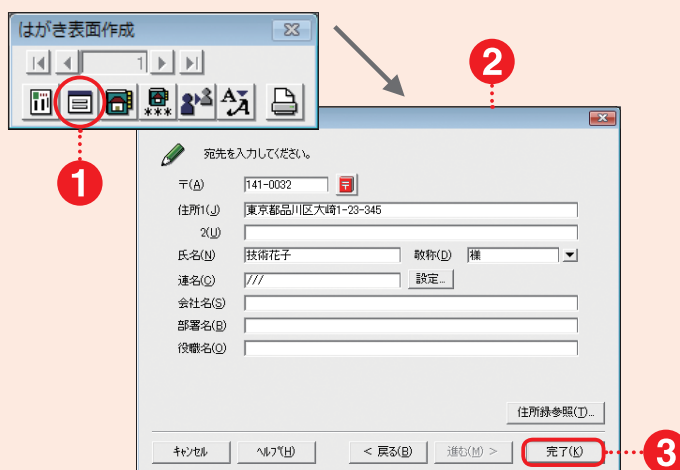 はがき表面作成
1
***
Aあ
1
2
宛先を入力してください。
〒(A) 141-0032 〒
住所1(J) 東京都品川区大崎1-23-345
2(U)
氏名(N) 技術花子 敬称(D) 様
連名(C) /// 設定...
会社名(S)
部署名(B)
役職名(O)
住所録参照(T)...
キャンセル ヘルプ(H) < 戻る(B) 進む(M) > 完了(K) 3